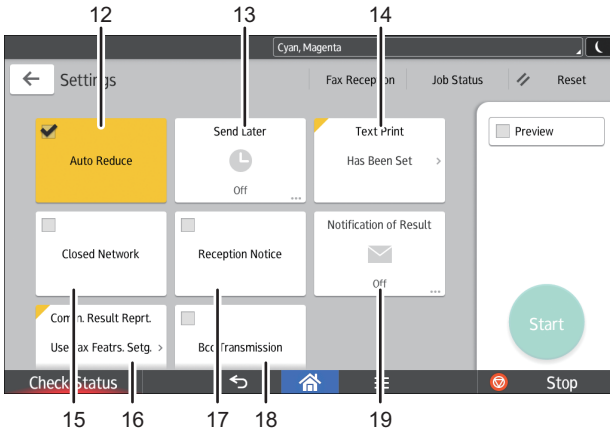 12 13 14
Cyan, Magenta
Settings Fax Reception Job Status Reset
Auto Reduce
Send Later
Off
Text Print
Has Been Set
Preview
Closed Network
Reception Notice
Notification of Result
Off
Comm. Result Reprt.
Use Fax Featrs. Setg.
Bcc Transmission
Start
Check Status Stop
15 16 17 18 19